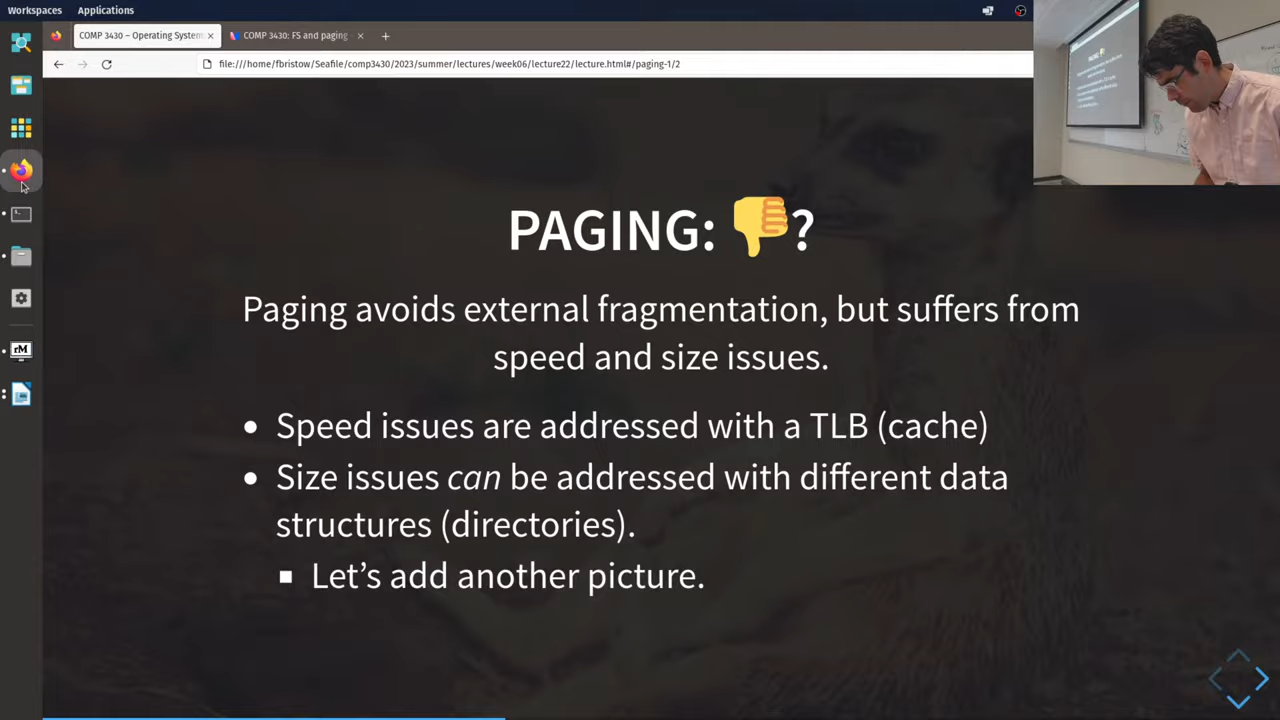 Workspaces Applications
COMP 3430 – Operating System
COMP 3430: FS and paging
file:///home/fbristow/Seafile/comp3430/2023/summer/lectures/week06/lecture22/lecture.html#/paging-1/2
PAGING: 👎?
Paging avoids external fragmentation, but suffers from
speed and size issues.
• Speed issues are addressed with a TLB (cache)
• Size issues can be addressed with different data
structures (directories).
▪ Let’s add another picture.
rM